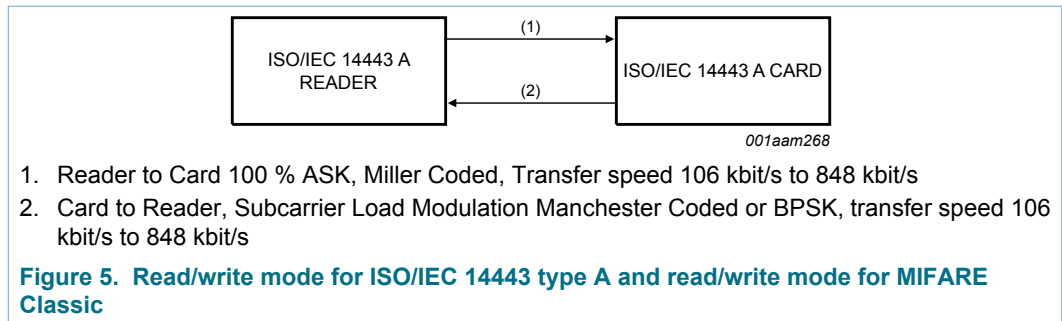 (1)
ISO/IEC 14443 A
READER
ISO/IEC 14443 A CARD
(2)
001aam268
1. Reader to Card 100 % ASK, Miller Coded, Transfer speed 106 kbit/s to 848 kbit/s
2. Card to Reader, Subcarrier Load Modulation Manchester Coded or BPSK, transfer speed 106
kbit/s to 848 kbit/s
Figure 5. Read/write mode for ISO/IEC 14443 type A and read/write mode for MIFARE
Classic